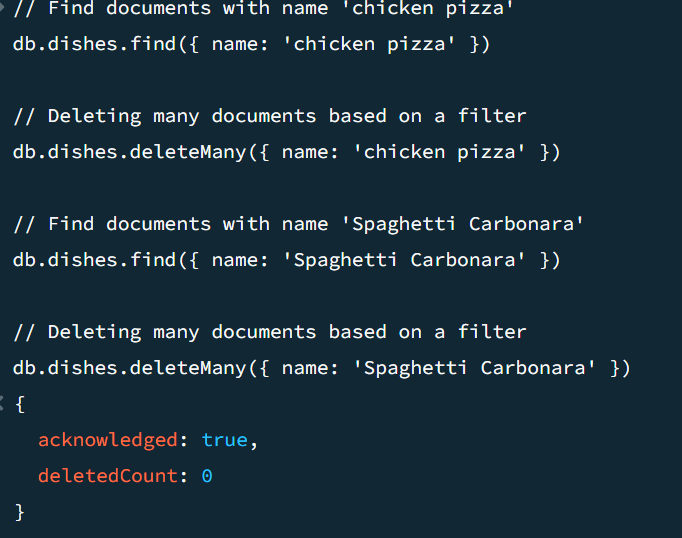 // Find documents with name 'chicken pizza'
db.dishes.find({ name: 'chicken pizza' })
// Deleting many documents based on a filter
db.dishes.deleteMany({ name: 'chicken pizza' })
// Find documents with name 'Spaghetti Carbonara'
db.dishes.find({ name: 'Spaghetti Carbonara' })
// Deleting many documents based on a filter
db.dishes.deleteMany({ name: 'Spaghetti Carbonara' })
{
  acknowledged: true,
  deletedCount: 0
}